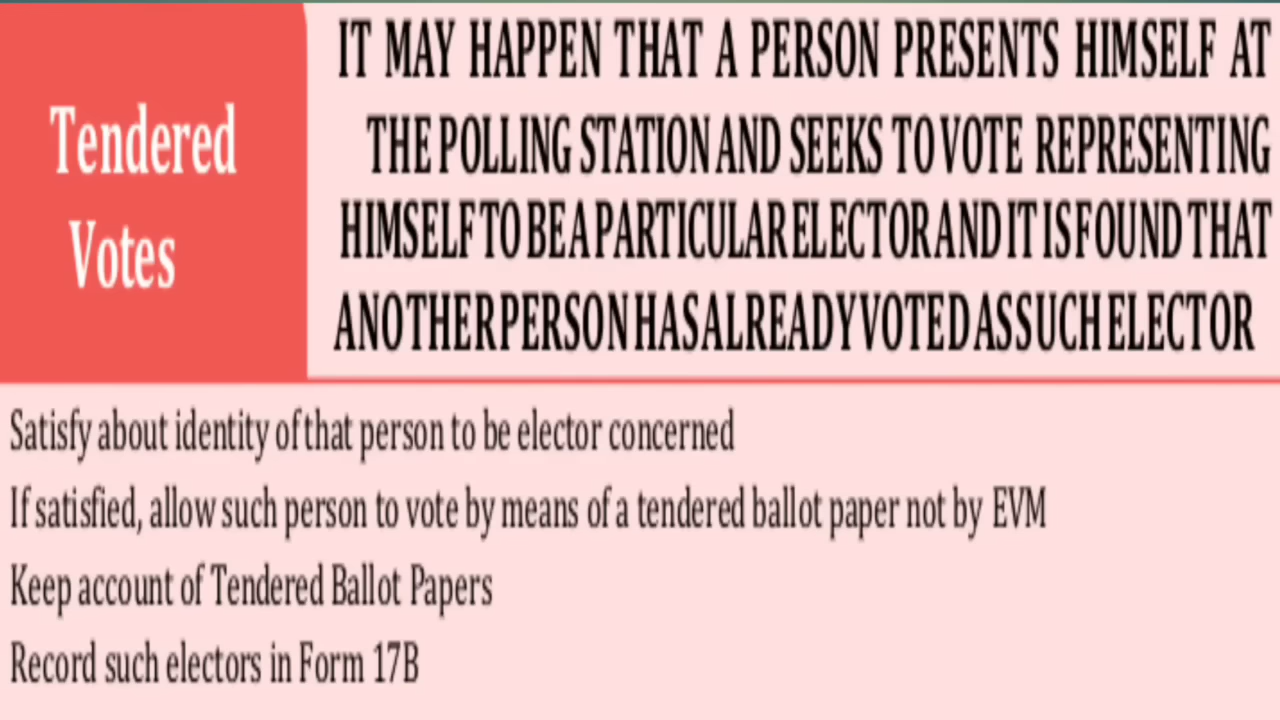 Tendered
Votes
IT MAY HAPPEN THAT A PERSON PRESENTS HIMSELF AT
THE POLLING STATION AND SEEKS TO VOTE REPRESENTING
HIMSELF TO BE A PARTICULAR ELECTOR AND IT IS FOUND THAT
ANOTHER PERSON HAS ALREADY VOTED AS SUCH ELECTOR
Satisfy about identity of that person to be elector concerned
If satisfied, allow such person to vote by means of a tendered ballot paper not by EVM
Keep account of Tendered Ballot Papers
Record such electors in Form 17B